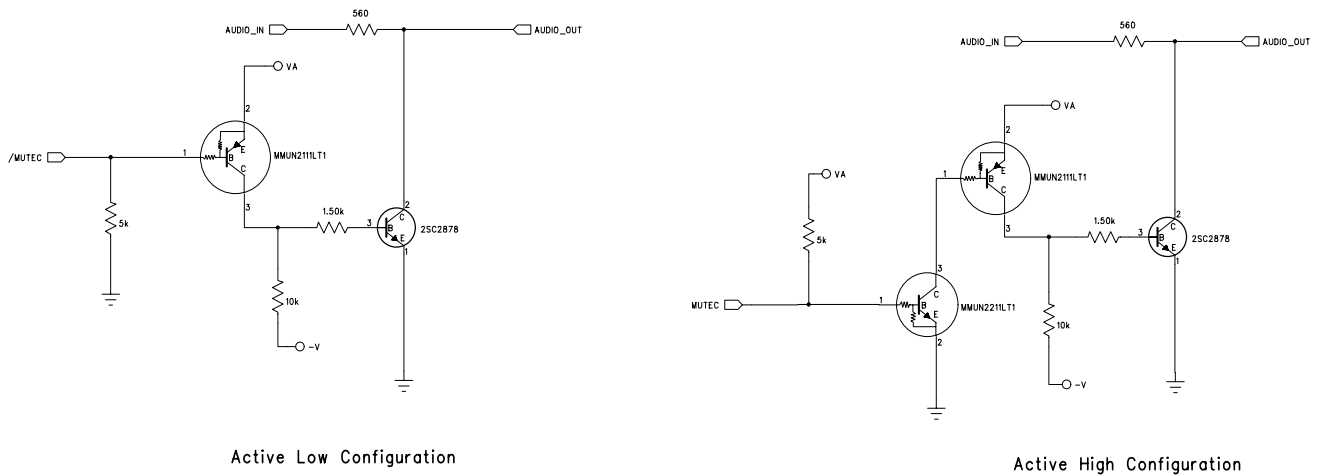 560
AUDIO_IN
AUDIO_OUT
VA
2
E
/MUTEC
1
B
MMUN2111LT1
C
3
5k
1.50k
3
B
C
2
E
1
2SC2878
10k
-V
Active Low Configuration
560
AUDIO_IN
AUDIO_OUT
VA
2
E
1
B
MMUN2111LT1
C
3
VA
5k
1.50k
3
B
C
2
E
1
2SC2878
3
C
MUTEC
1
B
MMUN2211LT1
E
2
10k
-V
Active High Configuration